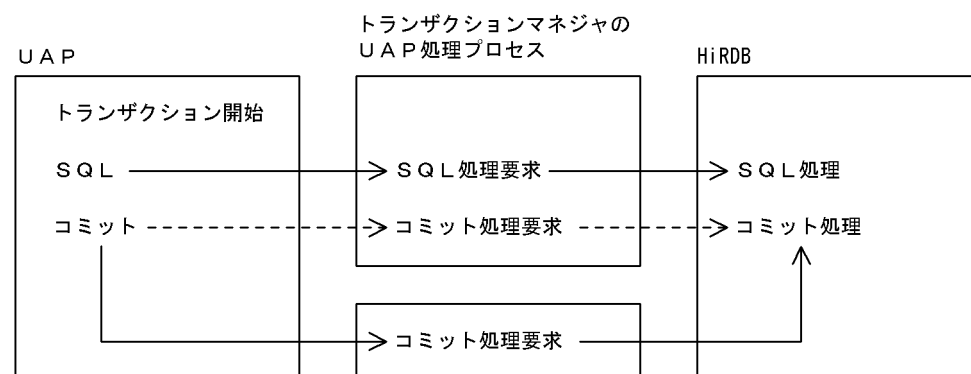 トランザクションマネジャの
ＵＡＰ処理プロセス
ＵＡＰ
HiRDB
トランザクション開始
ＳＱＬ
ＳＱＬ処理要求
ＳＱＬ処理
コミット
コミット処理要求
コミット処理
コミット処理要求